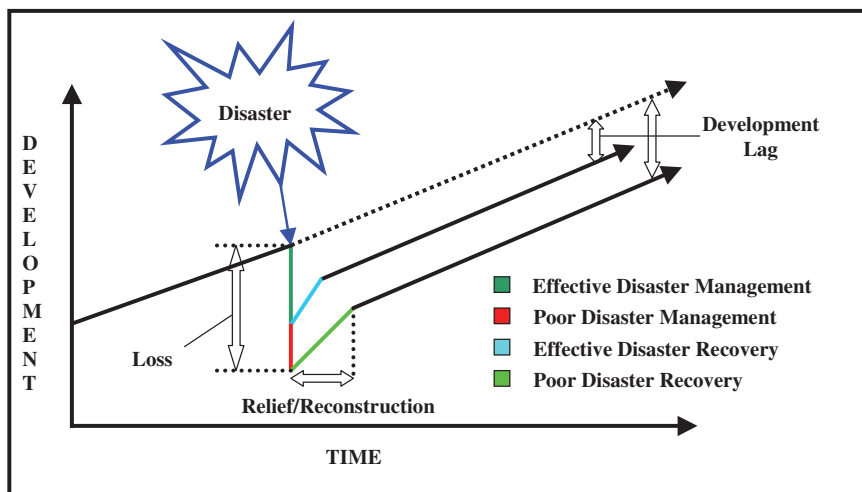 Disaster
DEVELOPMENT
Development
Lag
Loss
Effective Disaster Management
Poor Disaster Management
Effective Disaster Recovery
Poor Disaster Recovery
Relief/Reconstruction
TIME